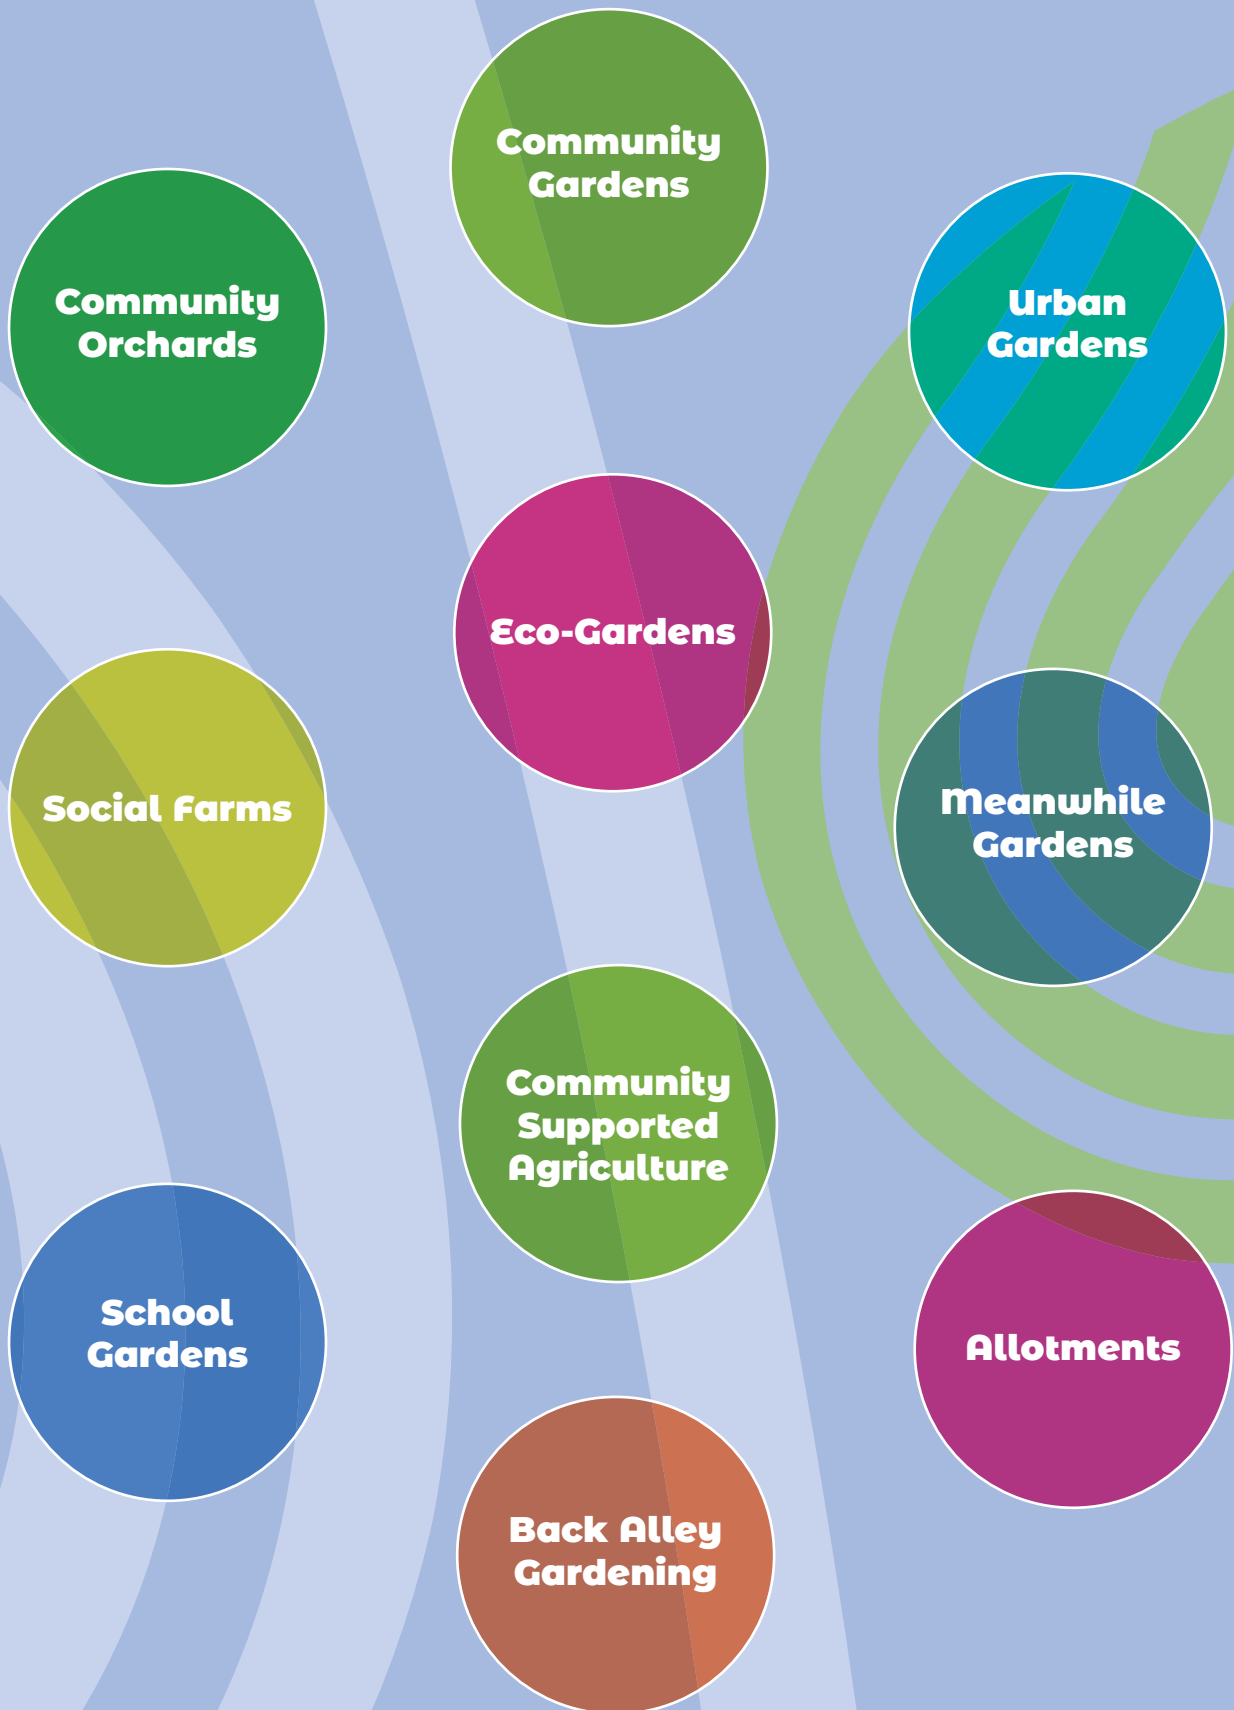 Community
Gardens
Community
Orchards
Urban
Gardens
Eco-Gardens
Social Farms
Meanwhile
Gardens
Community
Supported
Agriculture
School
Gardens
Allotments
Back Alley
Gardening